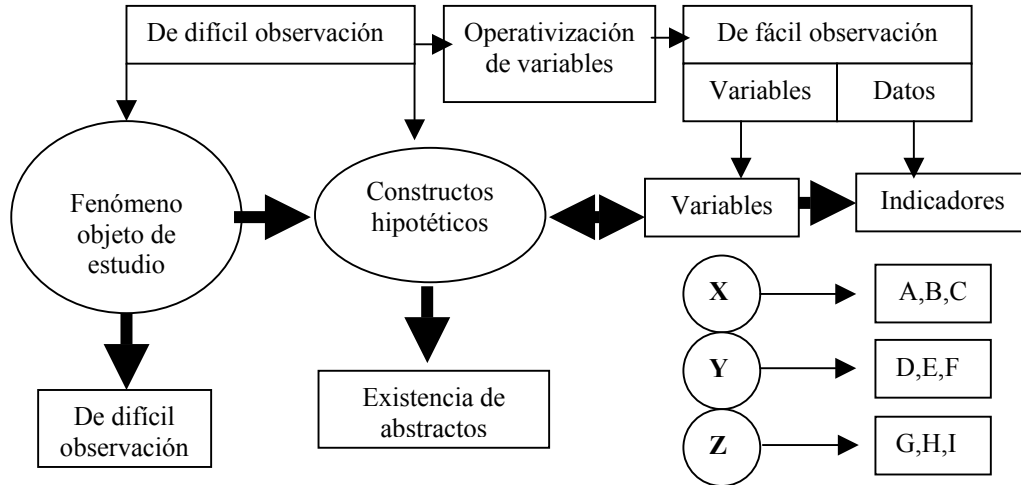 De difícil observación
Operativización
de variables
De fácil observación
Variables
Datos
Fenómeno
objeto de
estudio
Constructos
hipotéticos
Variables
Indicadores
X
A,B,C
Y
D,E,F
Z
G,H,I
De difícil
observación
Existencia de
abstractos